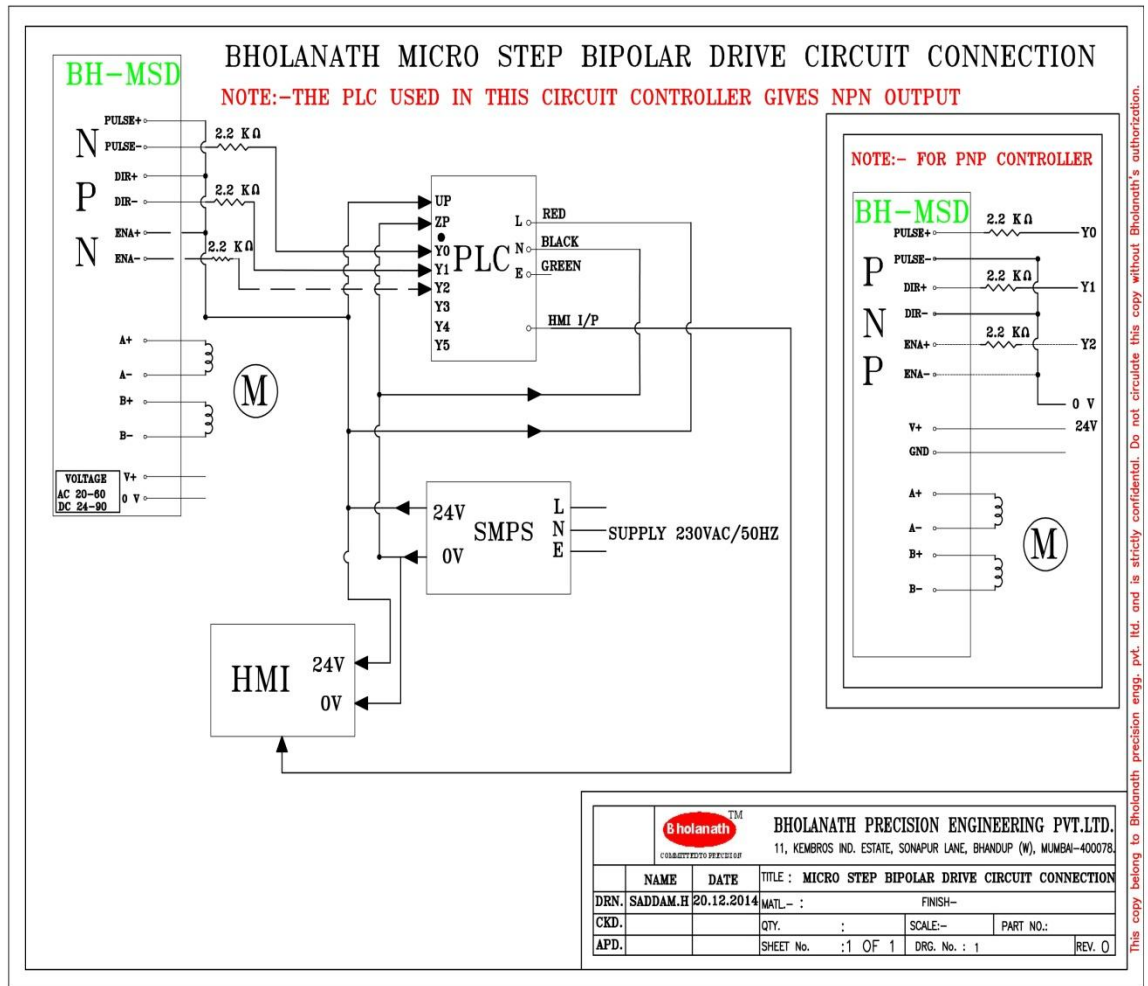 BHOLANATH MICRO STEP BIPOLAR DRIVE CIRCUIT CONNECTION
NOTE:-THE PLC USED IN THIS CIRCUIT CONTROLLER GIVES NPN OUTPUT
BH-MSD
N
P
N
PULSE+
PULSE-
DIR+
DIR-
ENA+
ENA-
2.2 KΩ
2.2 KΩ
2.2 KΩ
A+
A-
B+
B-
M
VOLTAGE
AC 20-60
DC 24-90
V+
0 V
UP
ZP
Y0
Y1
Y2
Y3
Y4
Y5
PLC
L
N
E
RED
BLACK
GREEN
HMI I/P
24V
0V
SMPS
L
N
E
SUPPLY 230VAC/50HZ
HMI
24V
0V
NOTE:- FOR PNP CONTROLLER
BH-MSD
P
N
P
PULSE+
PULSE-
DIR+
DIR-
ENA+
ENA-
2.2 KΩ
2.2 KΩ
2.2 KΩ
Y0
Y1
Y2
0 V
24V
V+
GND
A+
A-
B+
B-
M
This copy belong to Bholanath precision engg. pvt. ltd. and is strictly confidental. Do not circulate this copy without Bholanath's authorization.
Bholanath TM
COMMITTED TO PRECISION
BHOLANATH PRECISION ENGINEERING PVT.LTD.
11, KEMBROS IND. ESTATE, SONAPUR LANE, BHANDUP (W), MUMBAI-400078.
NAME DATE TITLE : MICRO STEP BIPOLAR DRIVE CIRCUIT CONNECTION
DRN. SADDAM.H 20.12.2014 MATL.- : FINISH-
CKD. QTY. : SCALE:- PART NO.:
APD. SHEET No. :1 OF 1 DRG. No. : 1 REV. 0